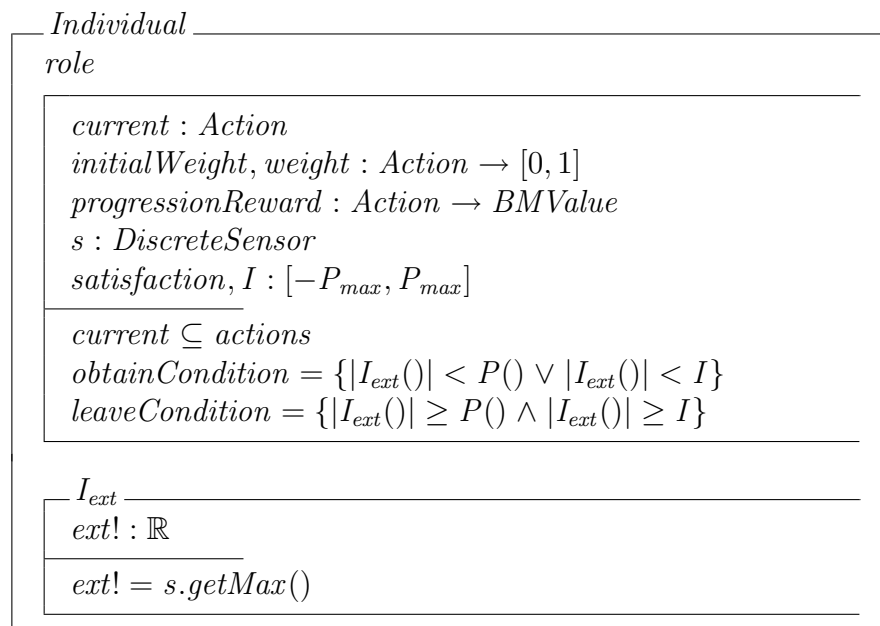 Individual
role
current : Action
initialWeight, weight : Action → [0, 1]
progressionReward : Action → BMValue
s : DiscreteSensor
satisfaction, I : [−P_max, P_max]
current ⊆ actions
obtainCondition = {|I_ext()| < P() ∨ |I_ext()| < I}
leaveCondition = {|I_ext()| ≥ P() ∧ |I_ext()| ≥ I}
I_ext
ext! : ℝ
ext! = s.getMax()